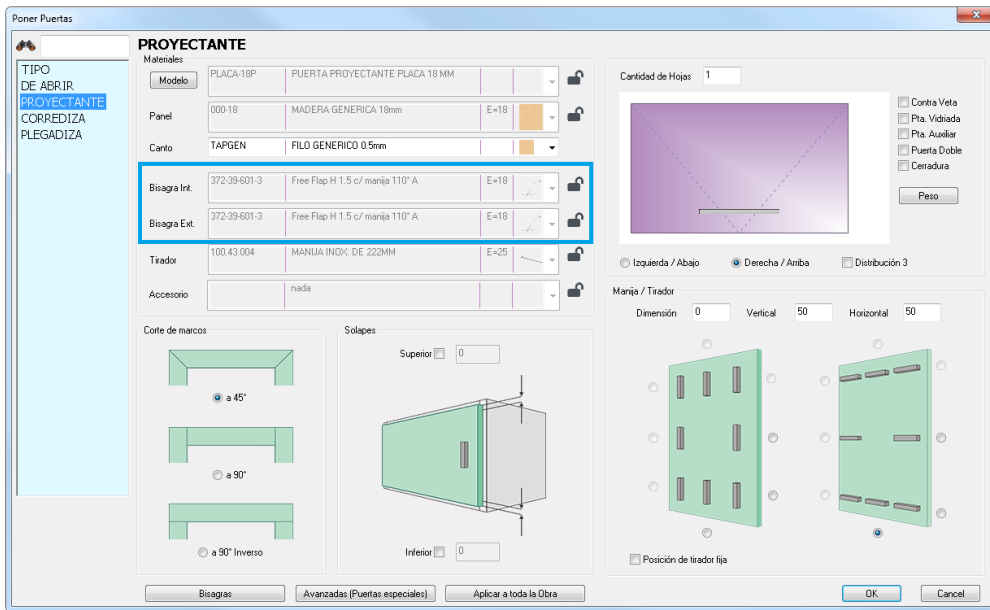 Poner Puertas
TIPO
DE ABRIR
PROYECTANTE
CORREDIZA
PLEGADIZA
PROYECTANTE
Materiales
Modelo PLACA-18P PUERTA PROYECTANTE PLACA 18 MM
Panel 000-18 MADERA GENERICA 18mm E=18
Canto TAPGEN FILO GENERICO 0.5mm
Bisagra Int. 372-39-601-3 Free Flap H 1.5 c/ manija 110° A E=18
Bisagra Ext. 372-39-601-3 Free Flap H 1.5 c/ manija 110° A E=18
Tirador 100.43.004 MANIJA INOX. DE 222MM E=25
Accesorio nada
Corte de marcos
a 45°
a 90°
a 90° Inverso
Solapes
Superior 0
Inferior 0
Cantidad de Hojas 1
Contra Veta
Pta. Vidriada
Pta. Auxiliar
Puerta Doble
Cerradura
Peso
Izquierda / Abajo Derecha / Arriba Distribución 3
Manija / Tirador
Dimensión 0 Vertical 50 Horizontal 50
Posición de tirador fija
Bisagras Avanzadas (Puertas especiales) Aplicar a toda la Obra OK Cancel